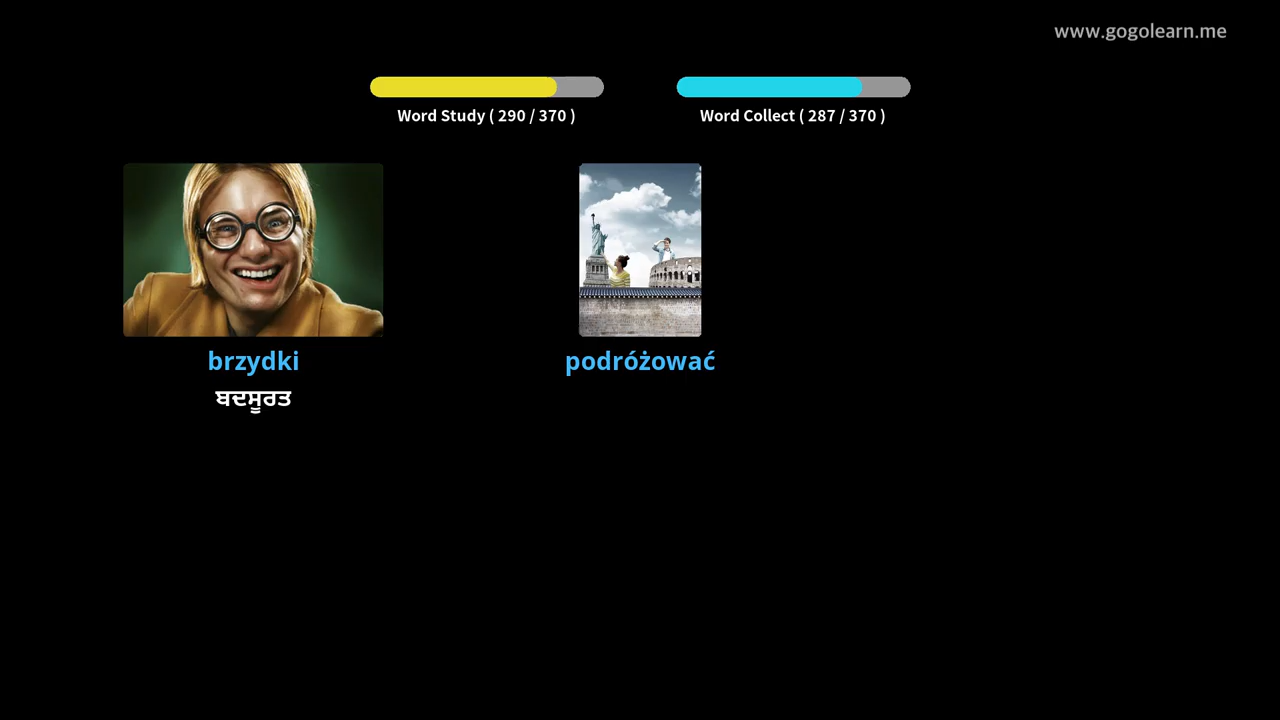 www.gogolearn.me
Word Study ( 290 / 370 )
Word Collect ( 287 / 370 )
brzydki
podróżować
ਬਦਸੂਰਤ